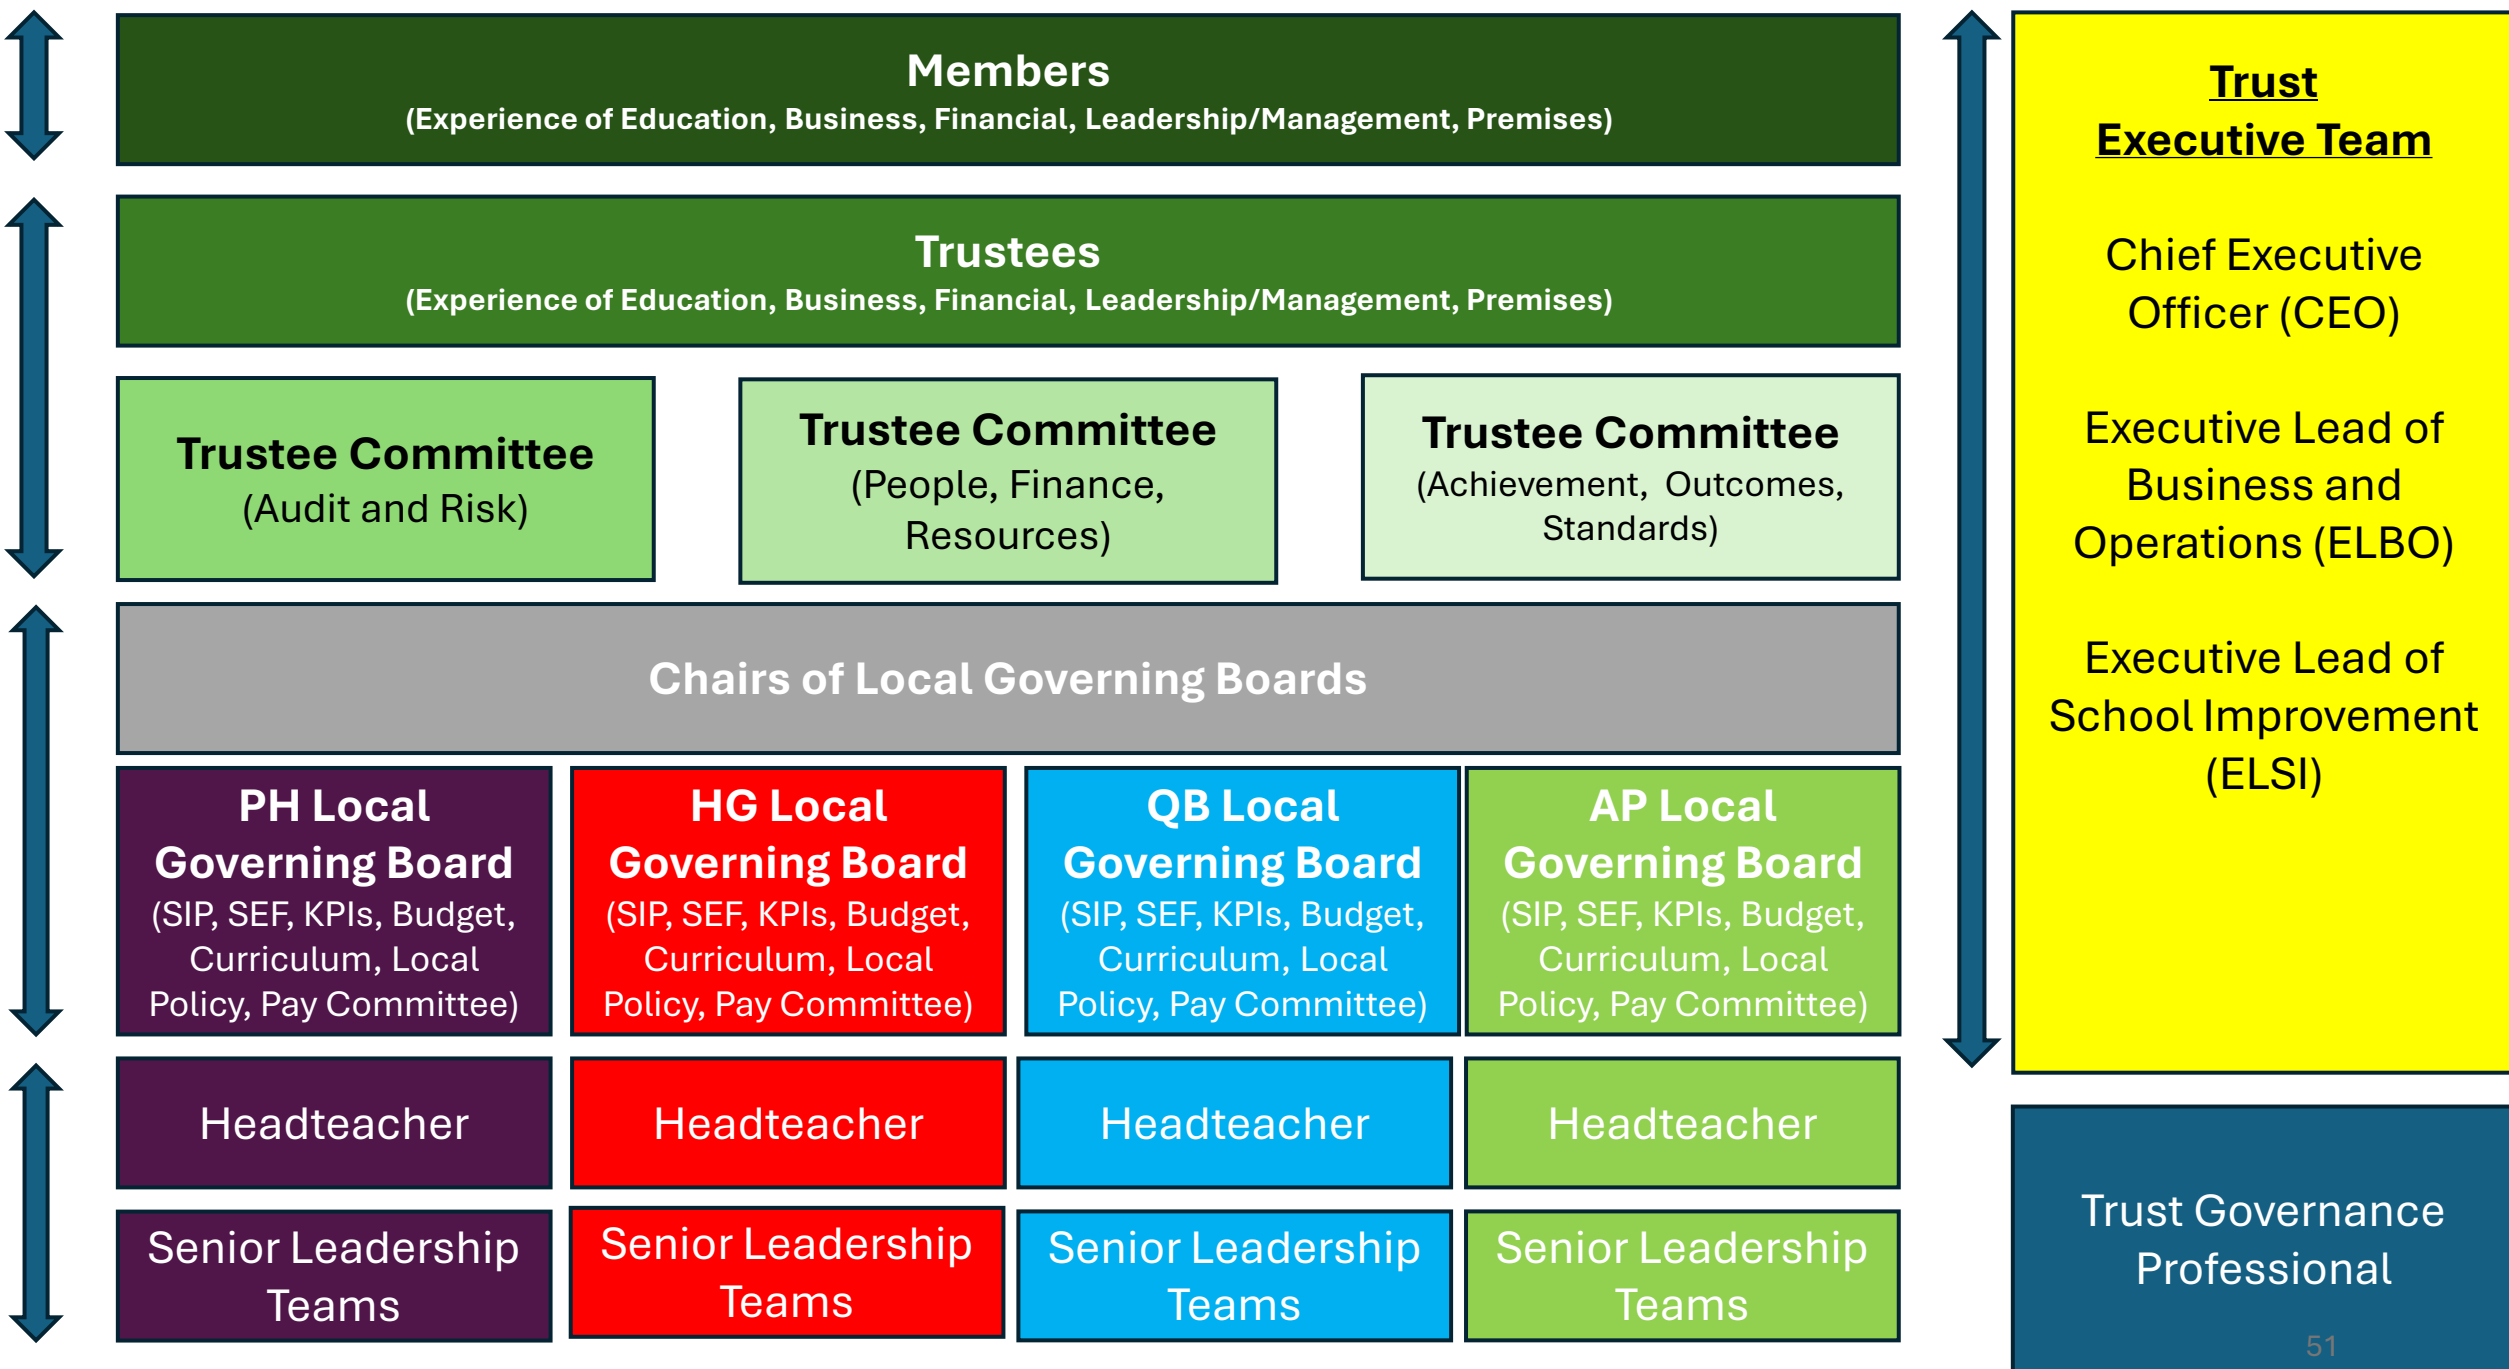 Members
(Experience of Education, Business, Financial, Leadership/Management, Premises)
Trustees
(Experience of Education, Business, Financial, Leadership/Management, Premises)
Trustee Committee
(Audit and Risk)
Trustee Committee
(People, Finance,
Resources)
Trustee Committee
(Achievement, Outcomes,
Standards)
Chairs of Local Governing Boards
PH Local
Governing Board
(SIP, SEF, KPIs, Budget,
Curriculum, Local
Policy, Pay Committee)
HG Local
Governing Board
(SIP, SEF, KPIs, Budget,
Curriculum, Local
Policy, Pay Committee)
QB Local
Governing Board
(SIP, SEF, KPIs, Budget,
Curriculum, Local
Policy, Pay Committee)
AP Local
Governing Board
(SIP, SEF, KPIs, Budget,
Curriculum, Local
Policy, Pay Committee)
Headteacher
Headteacher
Headteacher
Headteacher
Senior Leadership
Teams
Senior Leadership
Teams
Senior Leadership
Teams
Senior Leadership
Teams
Trust
Executive Team
Chief Executive
Officer (CEO)
Executive Lead of
Business and
Operations (ELBO)
Executive Lead of
School Improvement
(ELSI)
Trust Governance
Professional
51